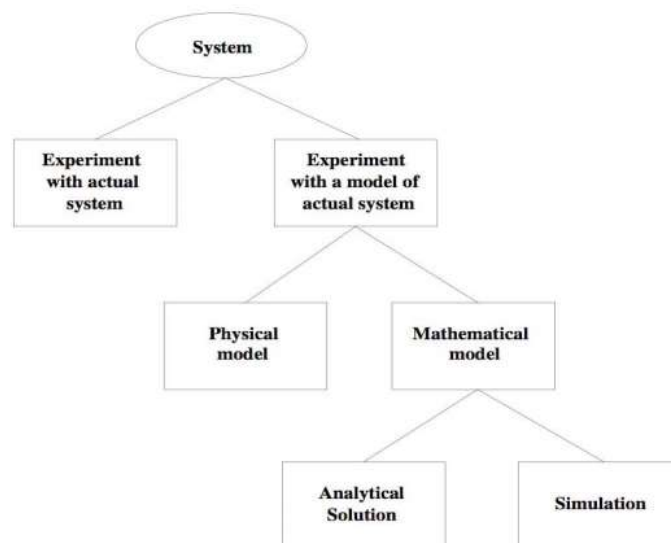 System
Experiment
with actual
system
Experiment
with a model of
actual system
Physical
model
Mathematical
model
Analytical
Solution
Simulation